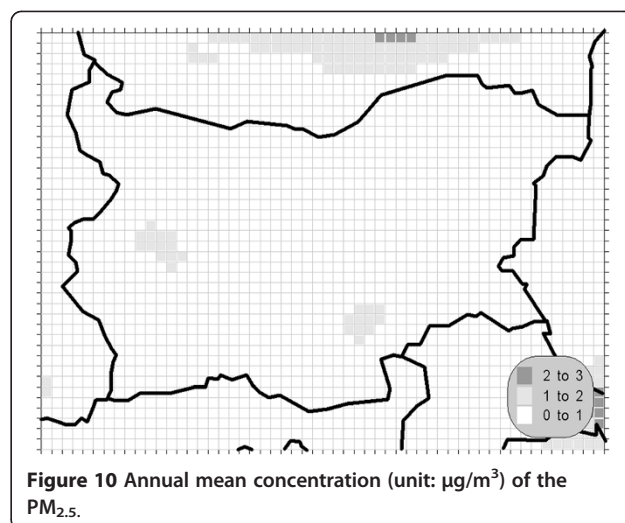 2 to 3
1 to 2
0 to 1
Figure 10 Annual mean concentration (unit: µg/m³) of the
PM₂.₅.